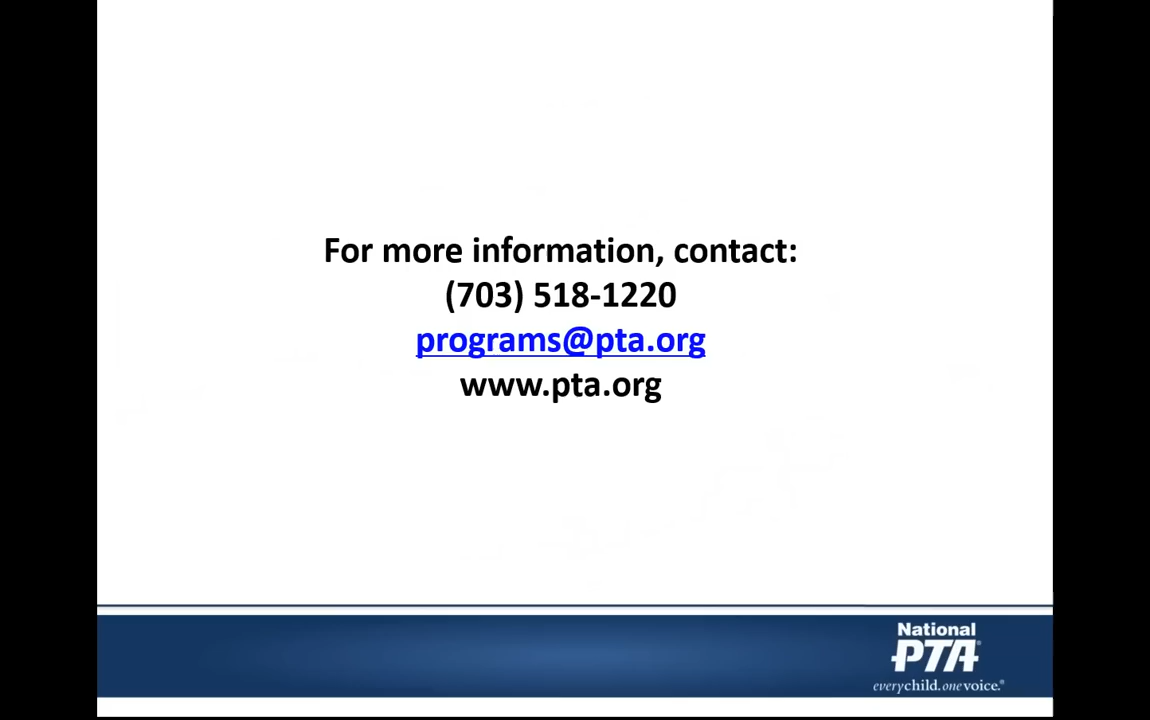 For more information, contact:
(703) 518-1220
programs@pta.org
www.pta.org
National
PTA®
everychild.onevoice.®